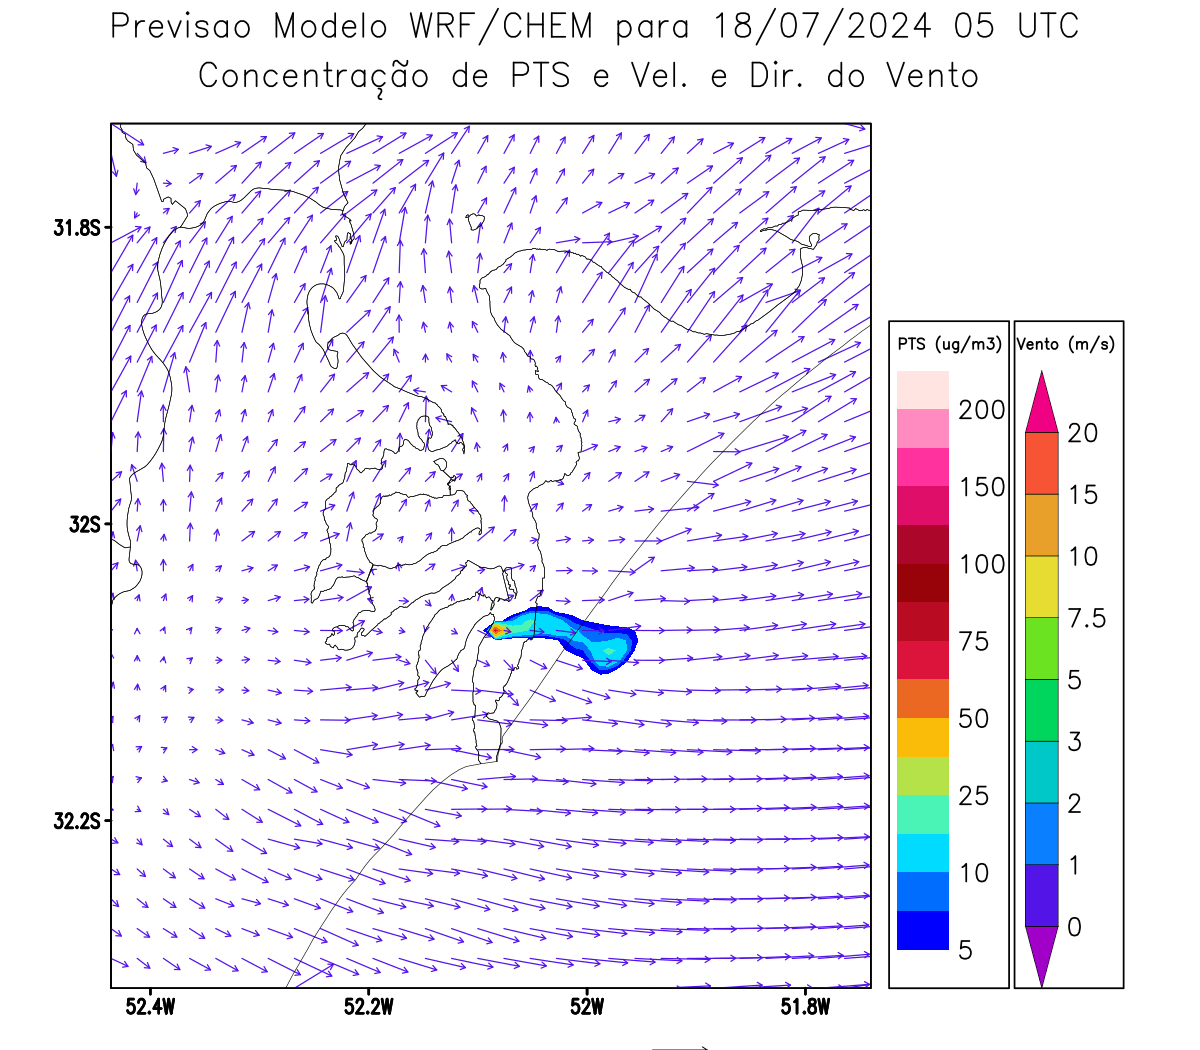 Previsao Modelo WRF/CHEM para 18/07/2024 05 UTC
Concentração de PTS e Vel. e Dir. do Vento
31.8S
32S
32.2S
52.4W
52.2W
52W
51.8W
PTS (ug/m3)
200
150
100
75
50
25
10
5
Vento (m/s)
20
15
10
7.5
5
3
2
1
0